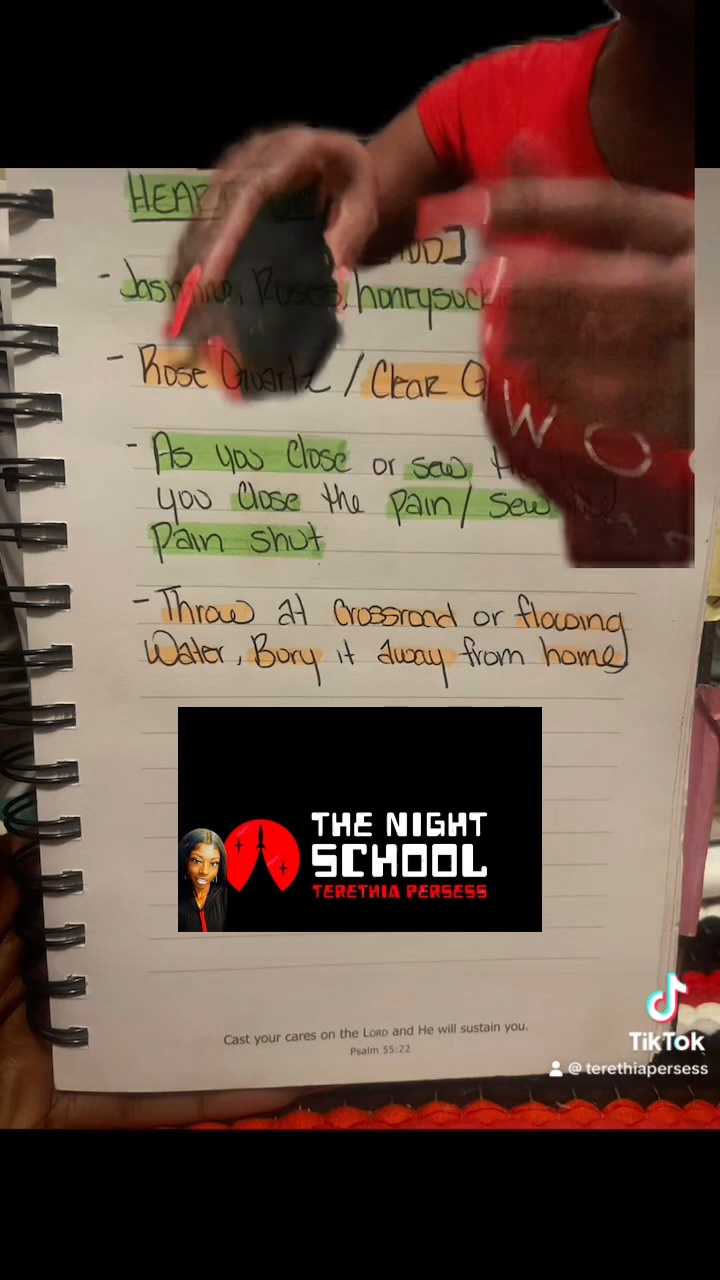 - Jasmine, Roses, honeysuck
- Rose Quartz / Clear Q
- As you Close or sew
you Close the Pain / Sew
Pain shut
- Throw at Crossroad or flowing
Water, Bury it away from home
THE NIGHT
SCHOOL
TERETHIA PERSESS
Cast your cares on the LORD and He will sustain you.
Psalm 55:22
TikTok
@terethiapersess